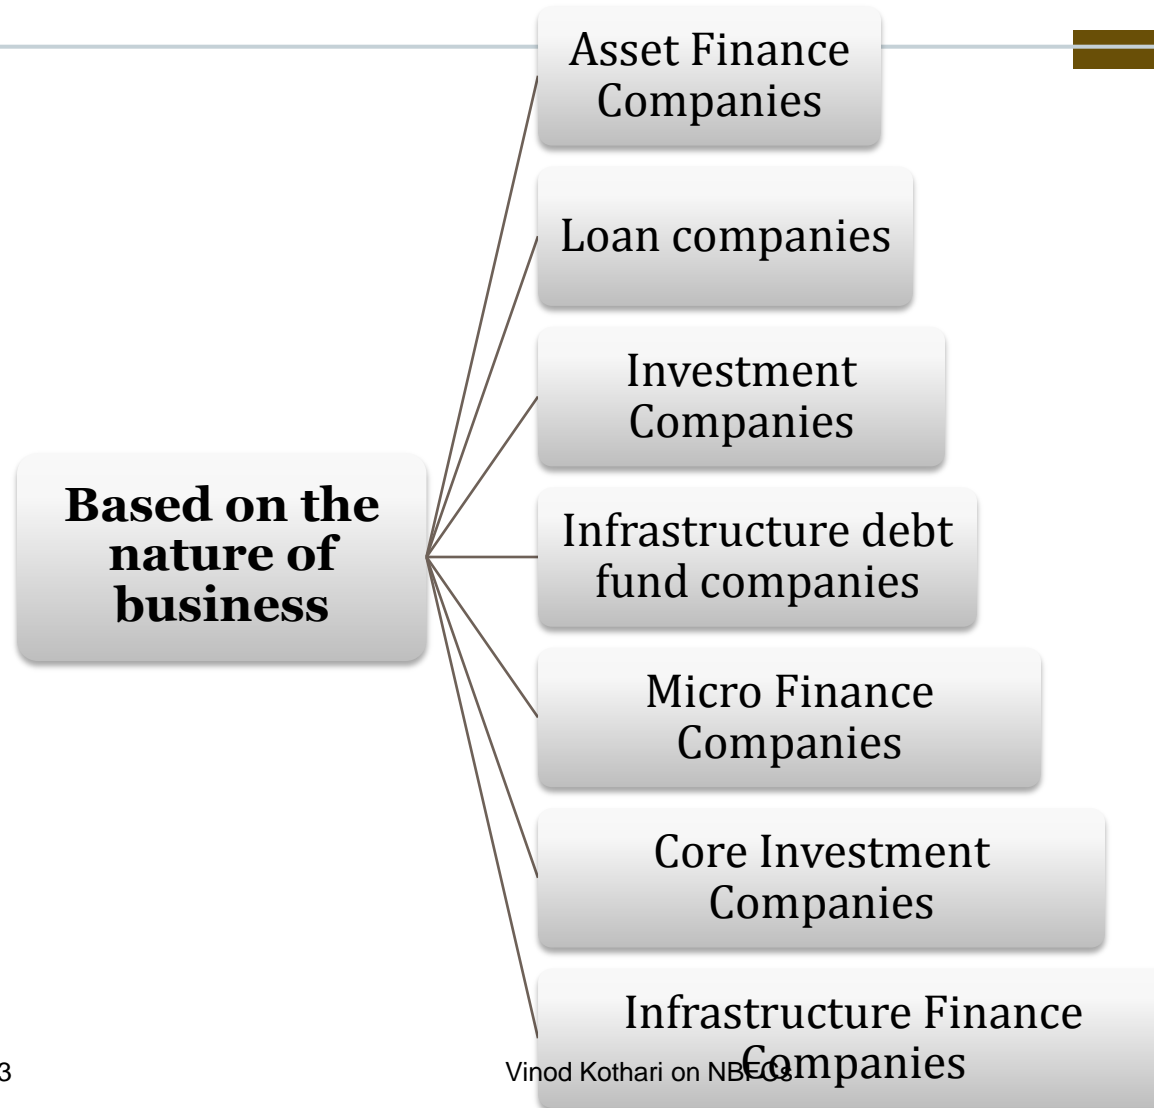 Asset Finance
Companies
Loan companies
Investment
Companies
Based on the
nature of
business
Infrastructure debt
fund companies
Micro Finance
Companies
Core Investment
Companies
Infrastructure Finance
Companies
3
Vinod Kothari on NBFCs